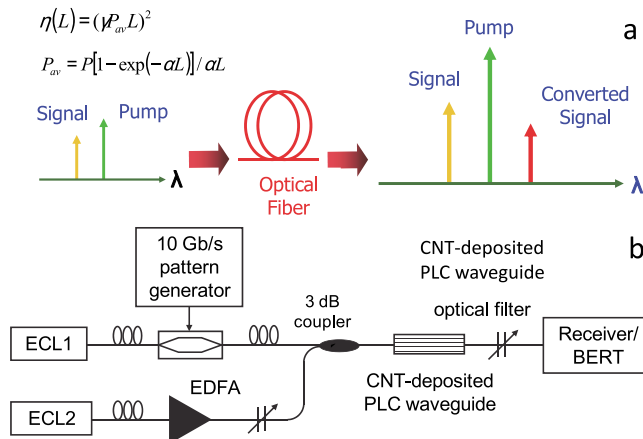 η(L) = (γP_av L)²
P_av = P[1 − exp(−αL)]/αL
a
Signal
Pump
λ
Optical
Fiber
Pump
Signal
Converted
Signal
λ
b
10 Gb/s
pattern
generator
CNT-deposited
PLC waveguide
3 dB
coupler
optical filter
ECL1
Receiver/
BERT
EDFA
CNT-deposited
PLC waveguide
ECL2